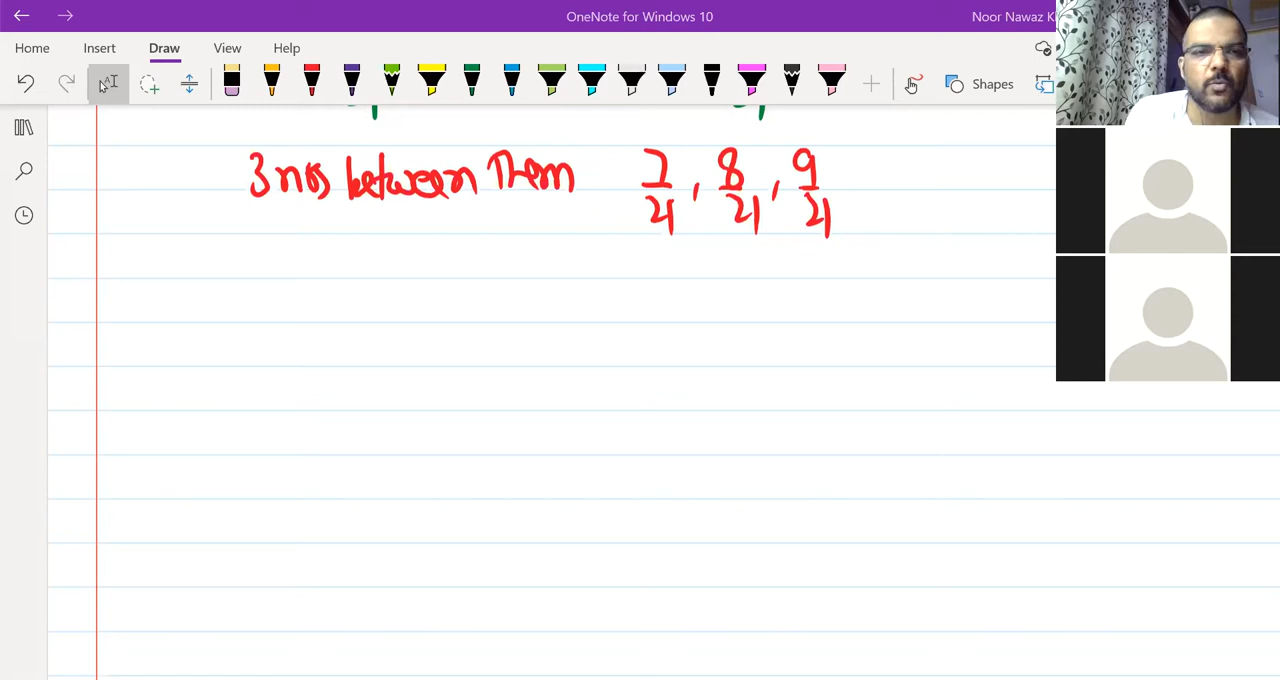 OneNote for Windows 10
Noor Nawaz K
Home Insert Draw View Help
Shapes
3 nos between Them 7/21, 8/21, 9/21